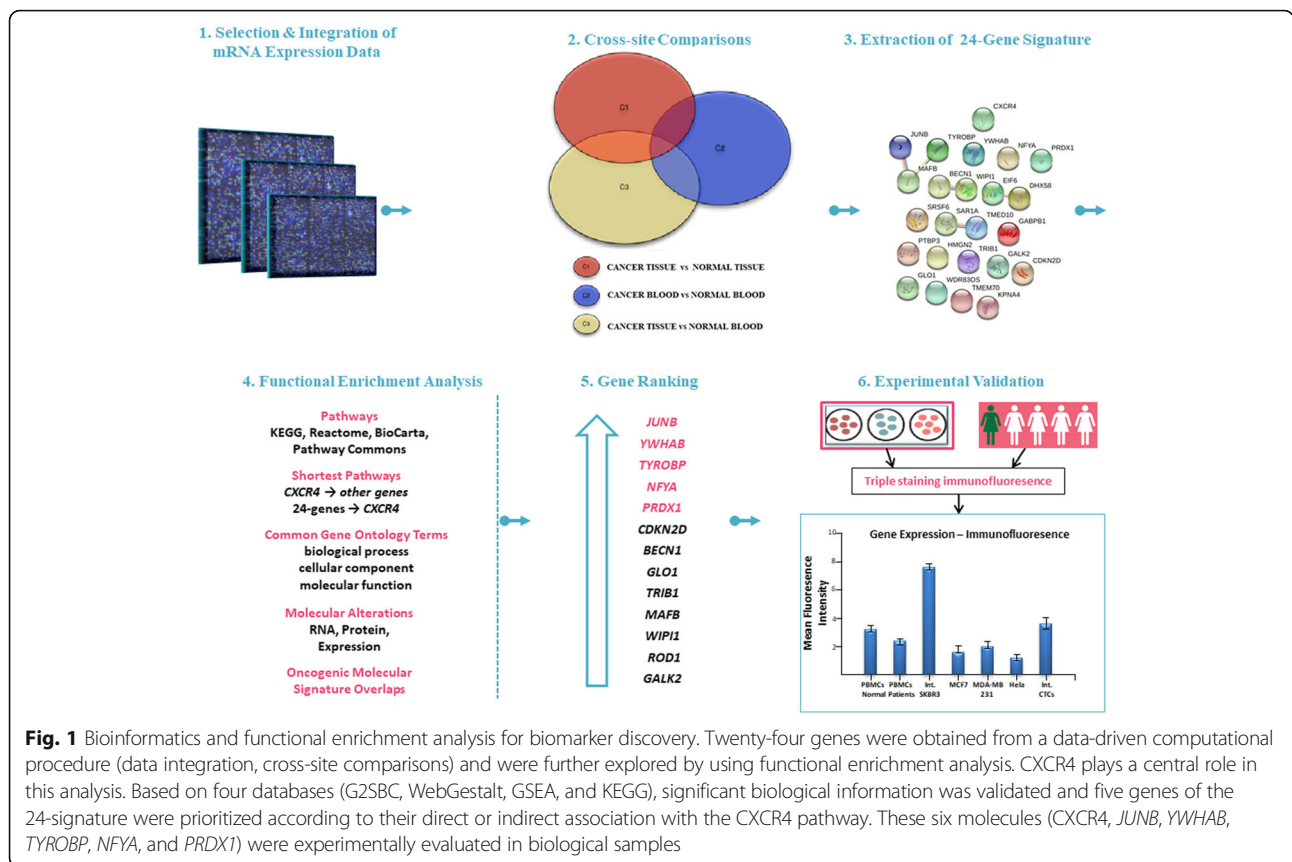 1. Selection & Integration of
mRNA Expression Data
2. Cross-site Comparisons
C1
C2
C3
C1 CANCER TISSUE vs NORMAL TISSUE
C2 CANCER BLOOD vs NORMAL BLOOD
C3 CANCER TISSUE vs NORMAL BLOOD
3. Extraction of 24-Gene Signature
CXCR4
JUNB
TYROBP
YWHAB
NFYA
PRDX1
MAFB
BECN1
WIPI1
EIF6
DHX58
SRSF6
SAR1A
TMED10
GABPB1
PTBP3
HMGN2
TRIB1
GALK2
CDKN2D
GLO1
WDR83OS
TMEM70
KPNA4
4. Functional Enrichment Analysis
Pathways
KEGG, Reactome, BioCarta,
Pathway Commons
Shortest Pathways
CXCR4 → other genes
24-genes → CXCR4
Common Gene Ontology Terms
biological process
cellular component
molecular function
Molecular Alterations
RNA, Protein,
Expression
Oncogenic Molecular
Signature Overlaps
5. Gene Ranking
JUNB
YWHAB
TYROBP
NFYA
PRDX1
CDKN2D
BECN1
GLO1
TRIB1
MAFB
WIPI1
ROD1
GALK2
6. Experimental Validation
Triple staining immunofluoresence
Gene Expression – Immunofluoresence
Mean Fluoresence
Intensity
10
8
6
4
2
PBMCs
Normal
PBMCs
Patients
Int.
SKBR3
MCF7
MDA-MB
231
Hela
Int.
CTCs
Fig. 1 Bioinformatics and functional enrichment analysis for biomarker discovery. Twenty-four genes were obtained from a data-driven computational
procedure (data integration, cross-site comparisons) and were further explored by using functional enrichment analysis. CXCR4 plays a central role in
this analysis. Based on four databases (G2SBC, WebGestalt, GSEA, and KEGG), significant biological information was validated and five genes of the
24-signature were prioritized according to their direct or indirect association with the CXCR4 pathway. These six molecules (CXCR4, JUNB, YWHAB,
TYROBP, NFYA, and PRDX1) were experimentally evaluated in biological samples